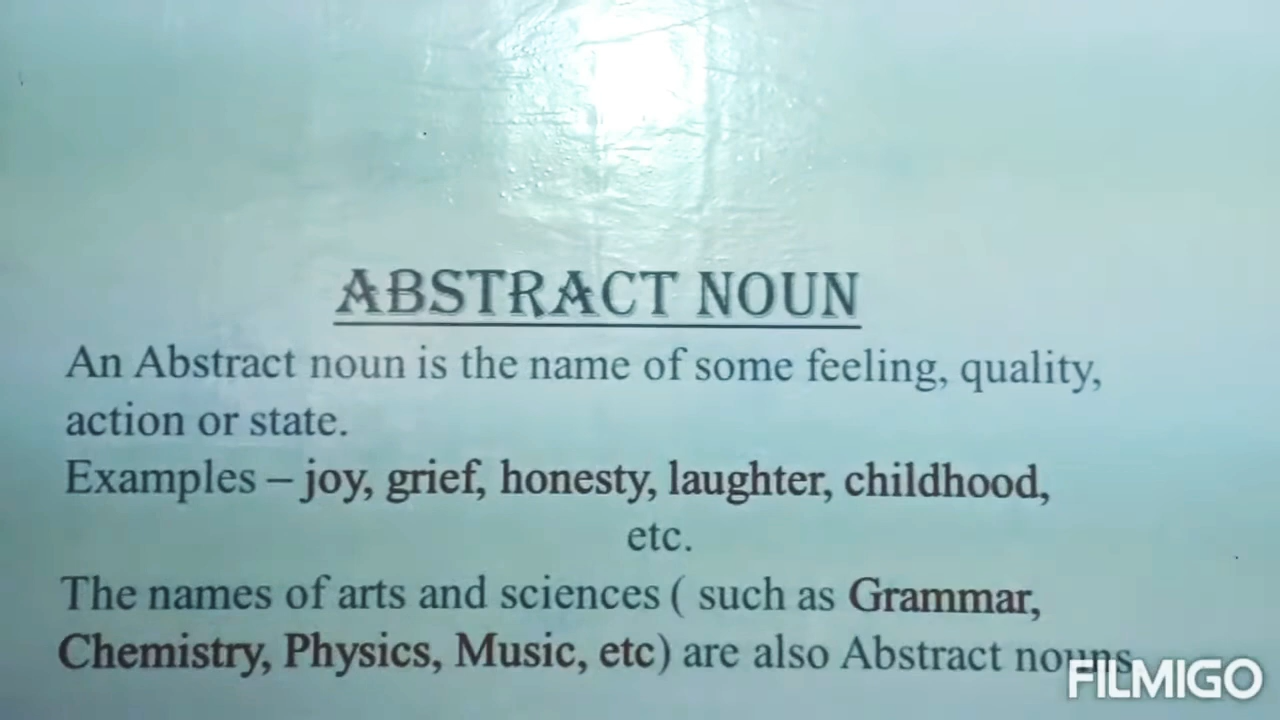 ABSTRACT NOUN
An Abstract noun is the name of some feeling, quality,
action or state.
Examples – joy, grief, honesty, laughter, childhood,
etc.
The names of arts and sciences ( such as Grammar,
Chemistry, Physics, Music, etc) are also Abstract nouns
FILMIGO